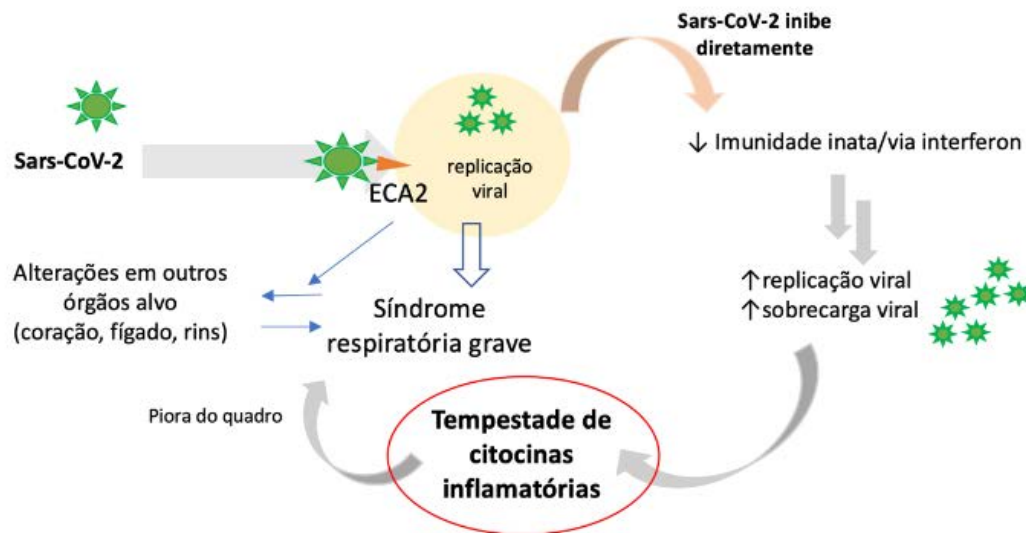 Sars-CoV-2 inibe
diretamente
Sars-CoV-2
ECA2
replicação
viral
↓ Imunidade inata/via interferon
↑replicação viral
↑sobrecarga viral
Alterações em outros
órgãos alvo
(coração, fígado, rins)
Síndrome
respiratória grave
Piora do quadro
Tempestade de
citocinas
inflamatórias